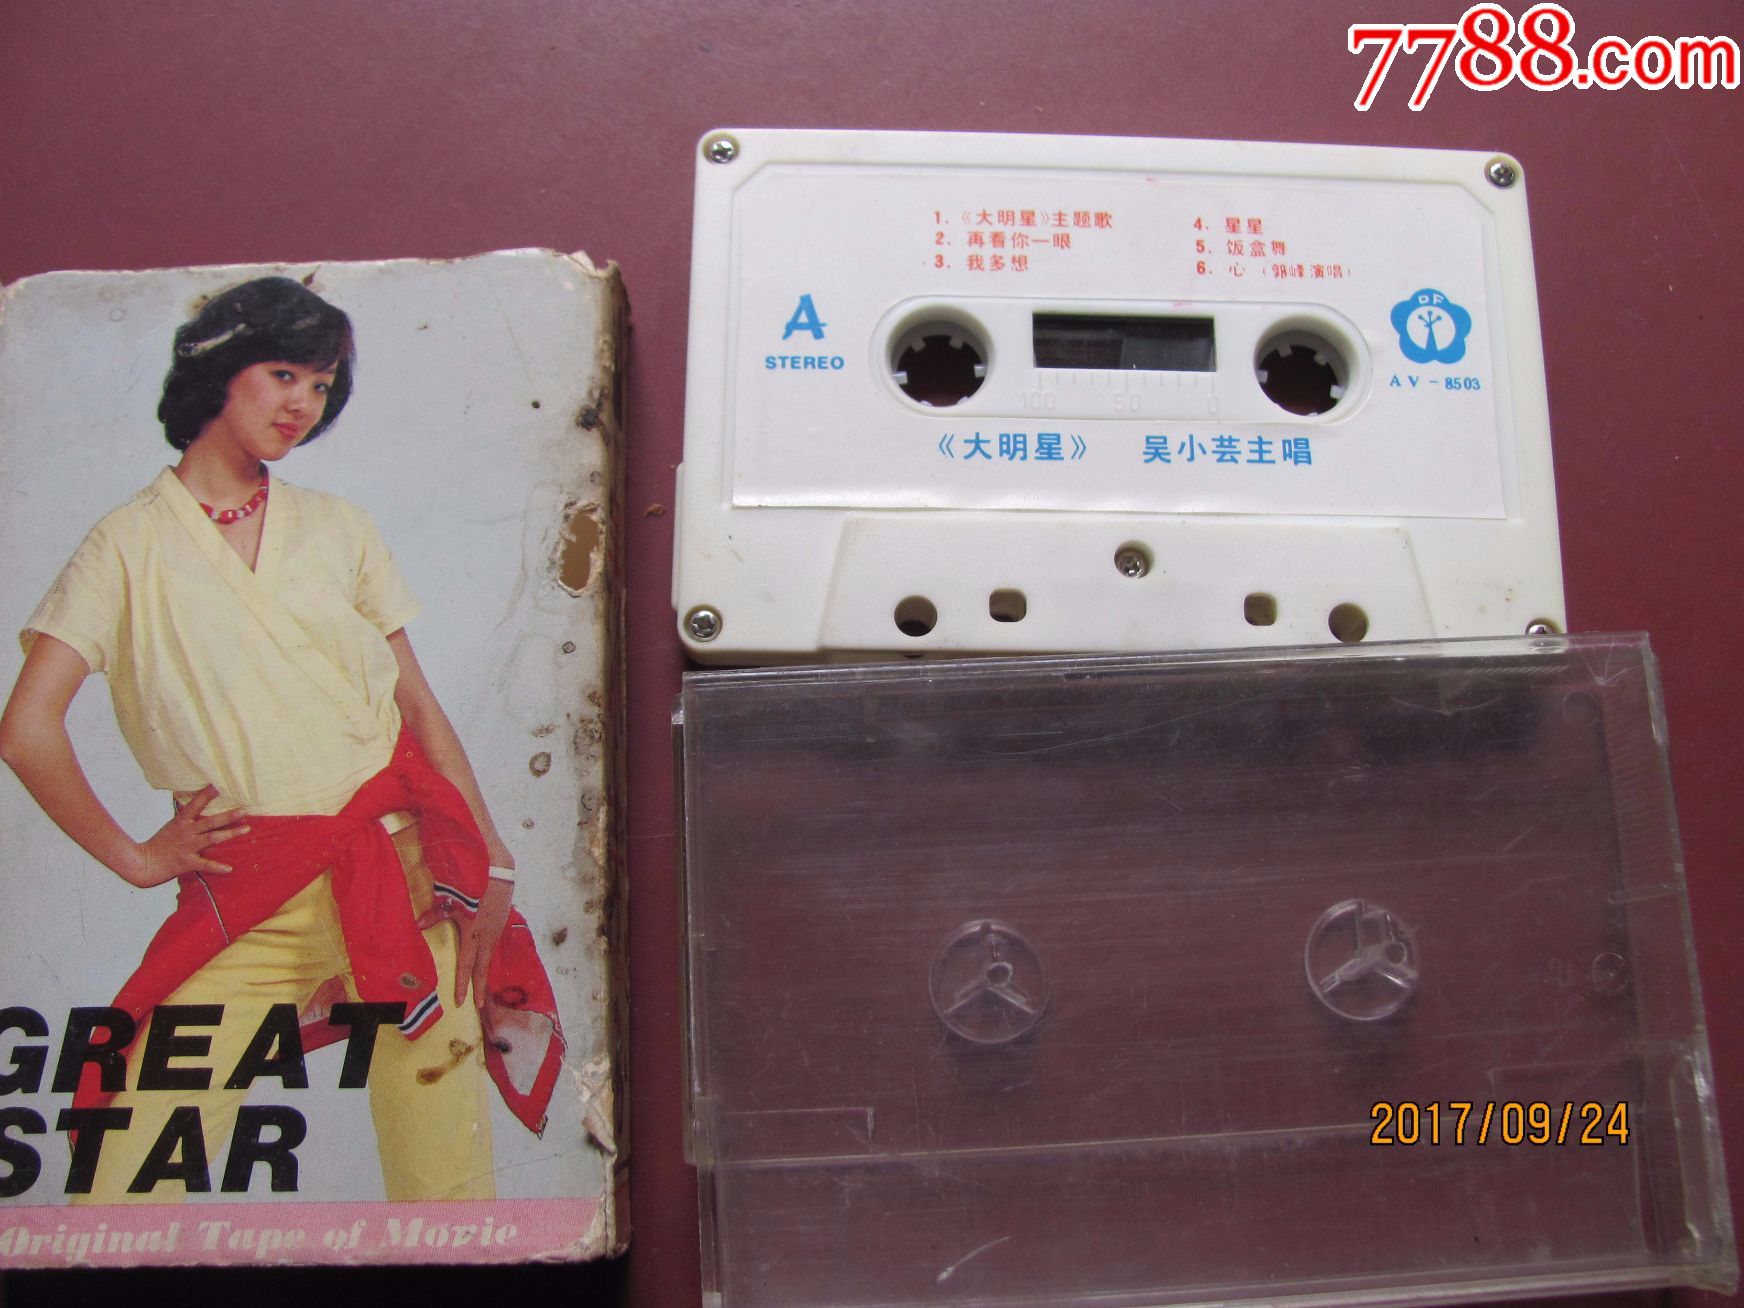 7788.com
1.《大明星》主题歌
2. 再看你一眼
3. 我多想
4. 星星
5. 饭盒舞
6. 心（郭峰演唱）
A
STEREO
DF
AV-8503
100 50 0
《大明星》 吴小芸主唱
GREAT
STAR
Original Tape of Movie
2017/09/24